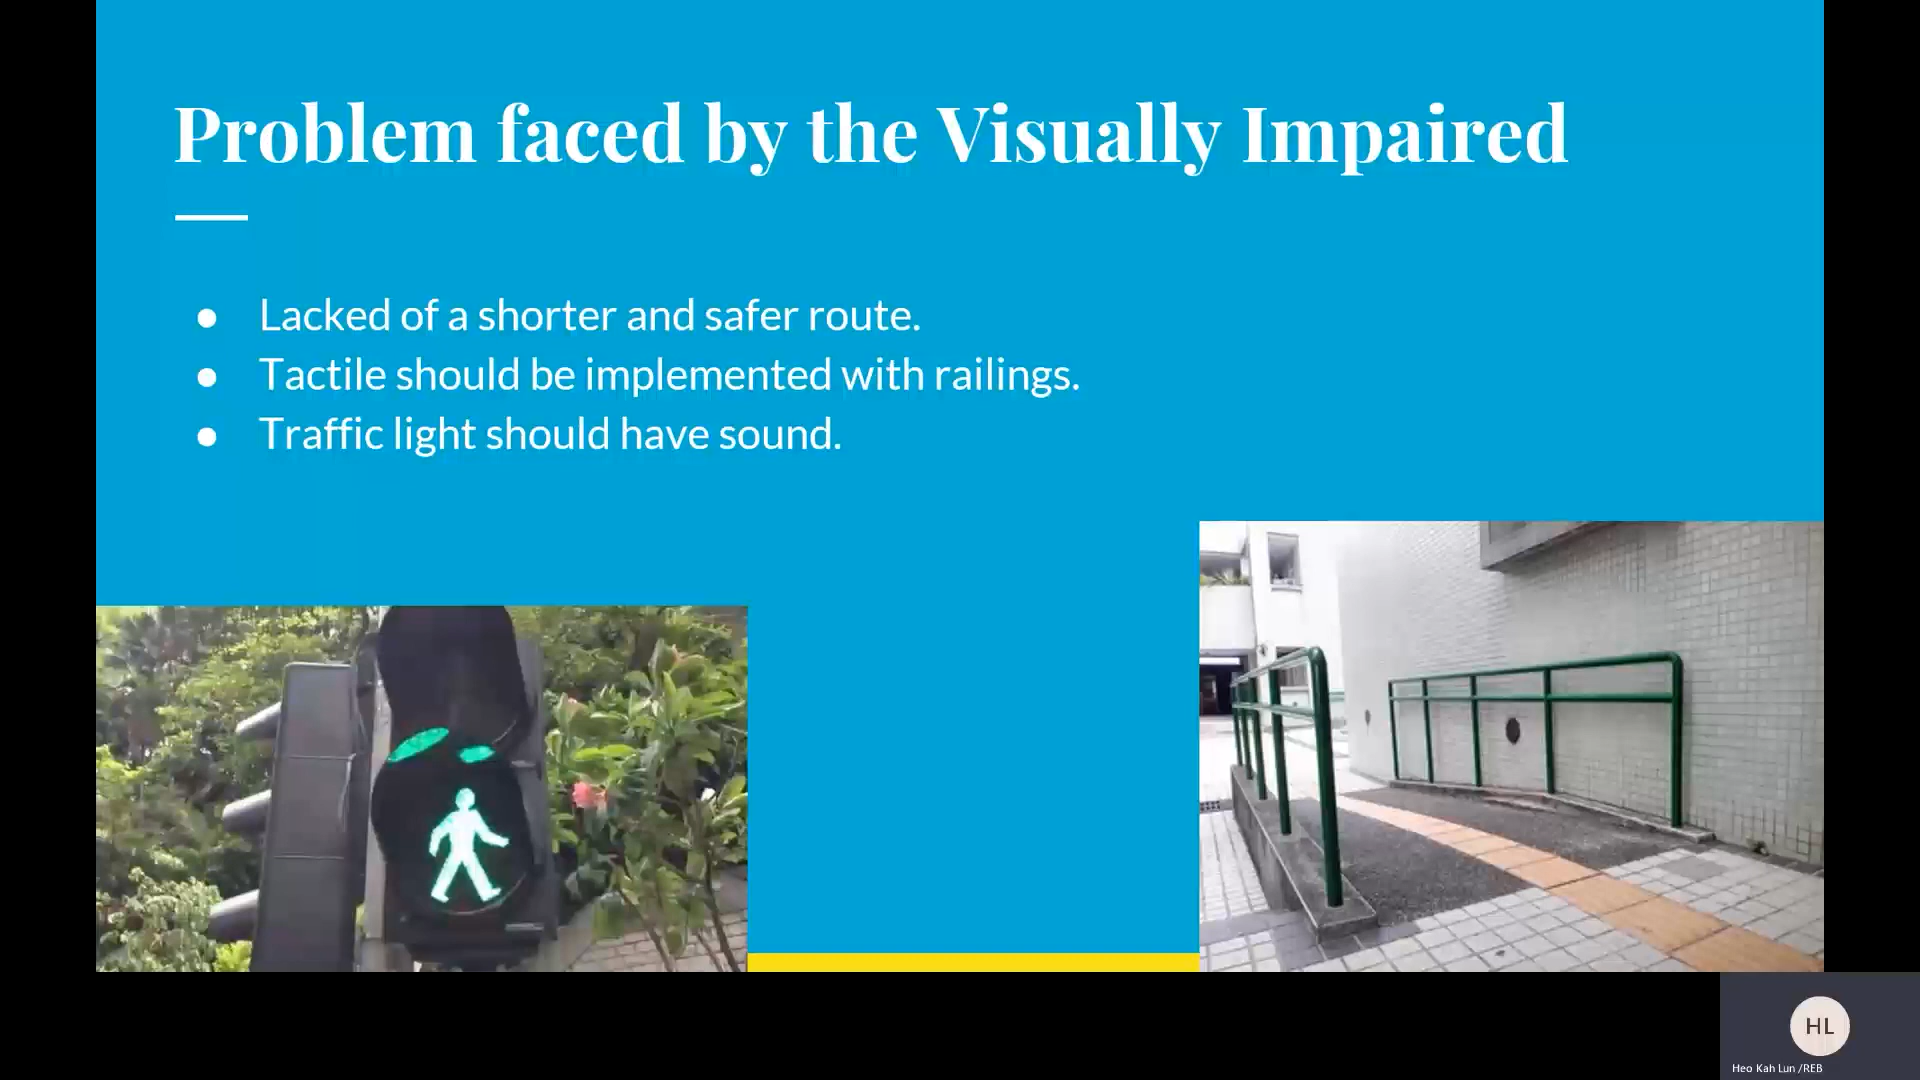 Problem faced by the Visually Impaired
● Lacked of a shorter and safer route.
● Tactile should be implemented with railings.
● Traffic light should have sound.
HL
Heo Kah Lun /REB